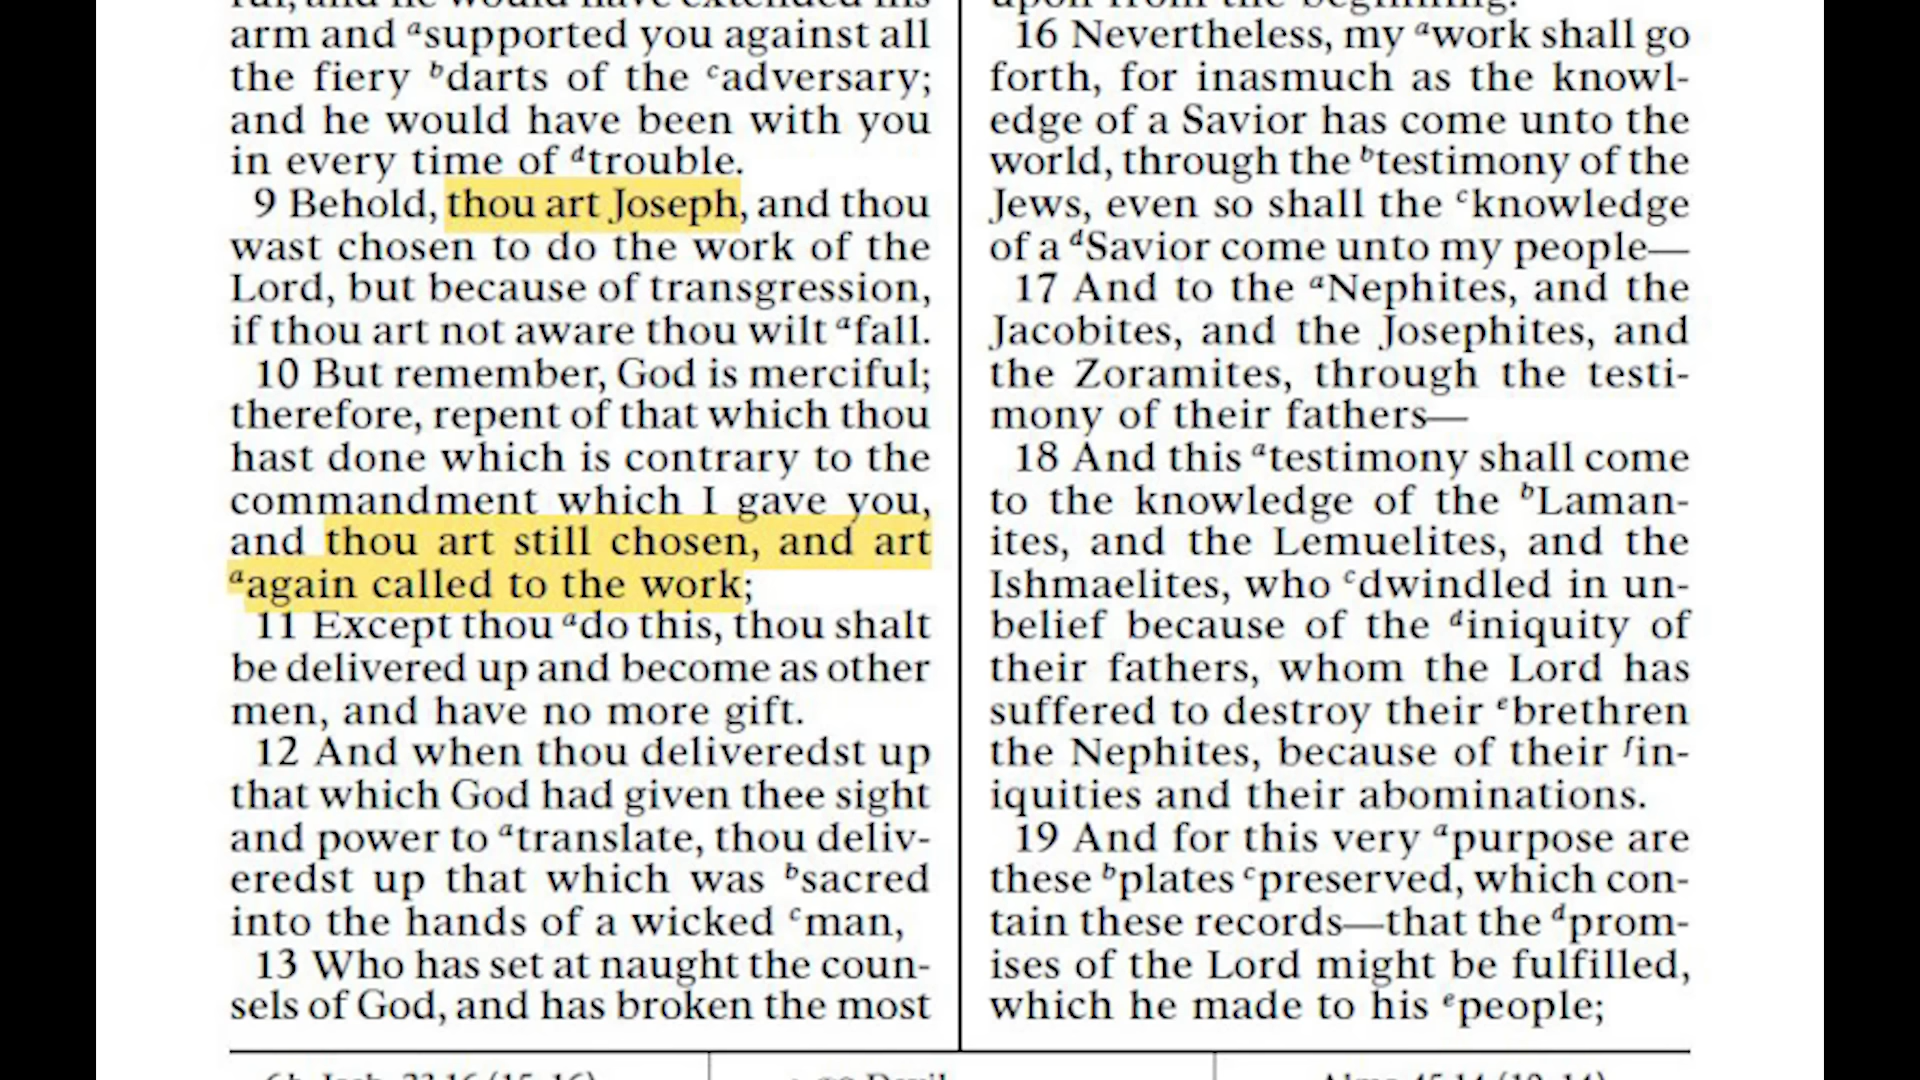 arm and ᵃsupported you against all
the fiery ᵇdarts of the ᶜadversary;
and he would have been with you
in every time of ᵈtrouble.
9 Behold, thou art Joseph, and thou
wast chosen to do the work of the
Lord, but because of transgression,
if thou art not aware thou wilt ᵃfall.
10 But remember, God is merciful;
therefore, repent of that which thou
hast done which is contrary to the
commandment which I gave you,
and thou art still chosen, and art
ᵃagain called to the work;
11 Except thou ᵃdo this, thou shalt
be delivered up and become as other
men, and have no more gift.
12 And when thou deliveredst up
that which God had given thee sight
and power to ᵃtranslate, thou deliv-
eredst up that which was ᵇsacred
into the hands of a wicked ᶜman,
13 Who has set at naught the coun-
sels of God, and has broken the most
upon from the beginning.
16 Nevertheless, my ᵃwork shall go
forth, for inasmuch as the knowl-
edge of a Savior has come unto the
world, through the ᵇtestimony of the
Jews, even so shall the ᶜknowledge
of a ᵈSavior come unto my people—
17 And to the ᵃNephites, and the
Jacobites, and the Josephites, and
the Zoramites, through the testi-
mony of their fathers—
18 And this ᵃtestimony shall come
to the knowledge of the ᵇLaman-
ites, and the Lemuelites, and the
Ishmaelites, who ᶜdwindled in un-
belief because of the ᵈiniquity of
their fathers, whom the Lord has
suffered to destroy their ᵉbrethren
the Nephites, because of their ᶠin-
iquities and their abominations.
19 And for this very ᵃpurpose are
these ᵇplates ᶜpreserved, which con-
tain these records—that the ᵈprom-
ises of the Lord might be fulfilled,
which he made to his ᵉpeople;